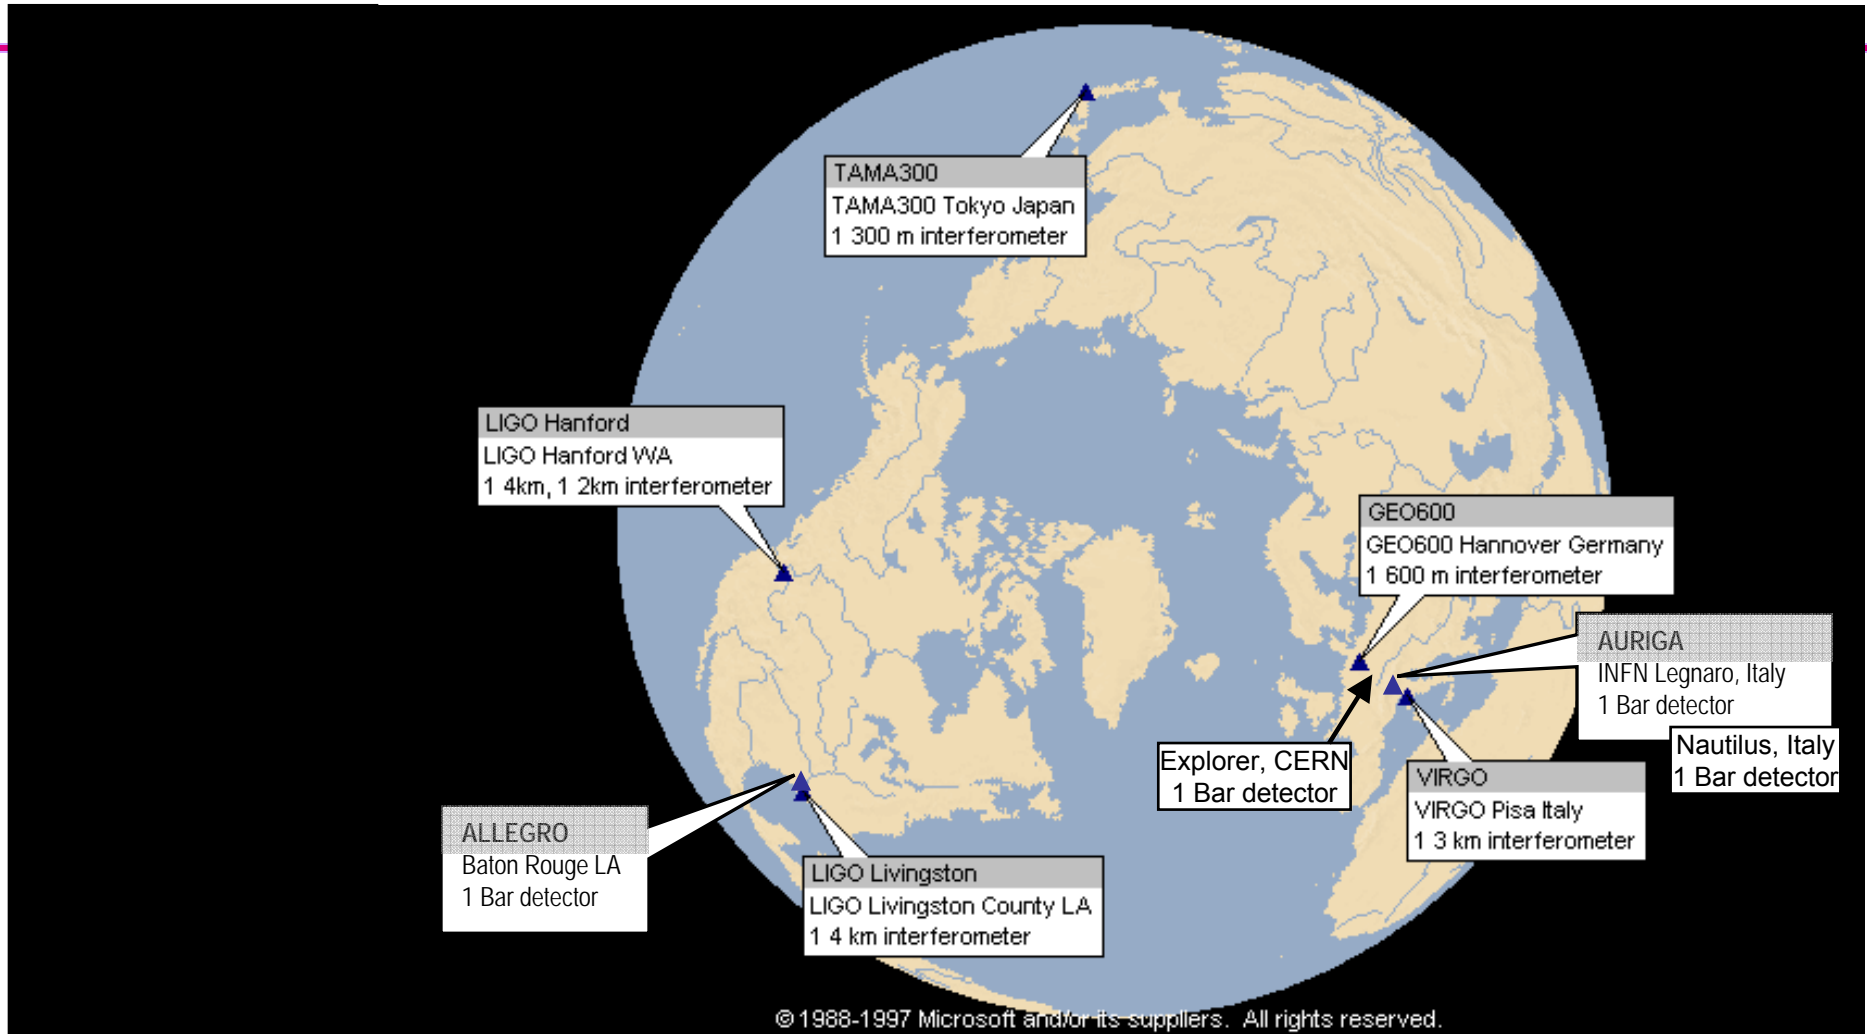 TAMA300
TAMA300 Tokyo Japan
1 300 m interferometer
LIGO Hanford
LIGO Hanford WA
1 4km, 1 2km interferometer
GEO600
GEO600 Hannover Germany
1 600 m interferometer
AURIGA
INFN Legnaro, Italy
1 Bar detector
Nautilus, Italy
1 Bar detector
Explorer, CERN
1 Bar detector
VIRGO
VIRGO Pisa Italy
1 3 km interferometer
ALLEGRO
Baton Rouge LA
1 Bar detector
LIGO Livingston
LIGO Livingston County LA
1 4 km interferometer
© 1988-1997 Microsoft and/or its suppliers. All rights reserved.